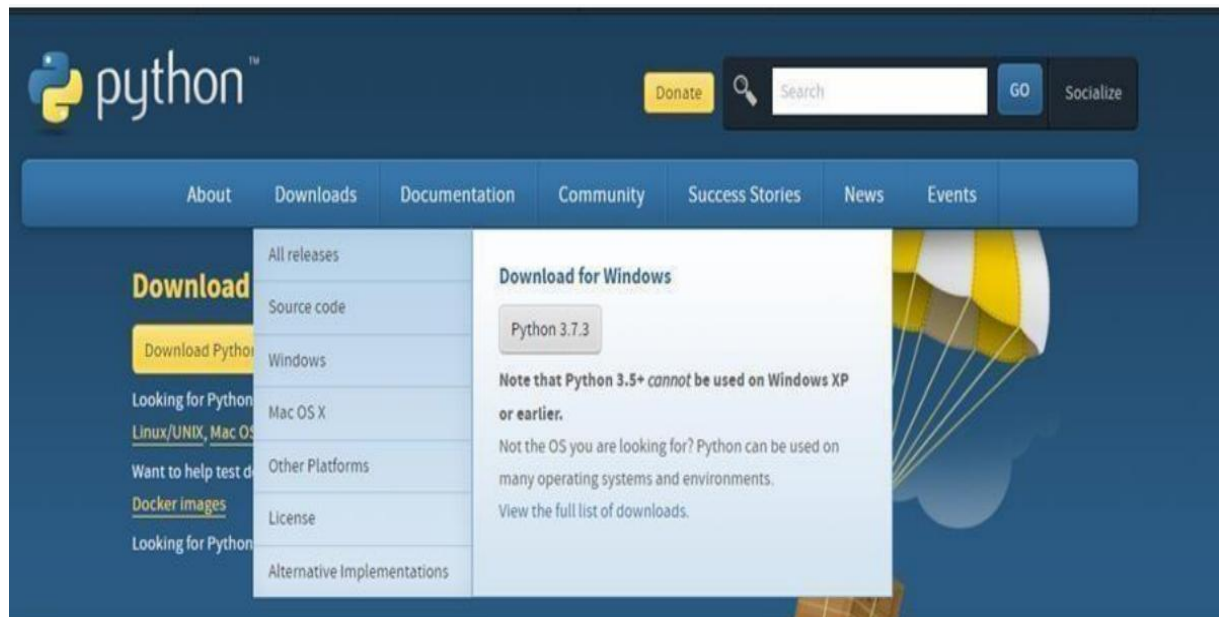 python™
Donate
Search
GO
Socialize
About
Downloads
Documentation
Community
Success Stories
News
Events
Download
Download Pytho
Looking for Python
Linux/UNIX, Mac OS
Want to help test d
Docker images
Looking for Python
All releases
Source code
Windows
Mac OS X
Other Platforms
License
Alternative Implementations
Download for Windows
Python 3.7.3
Note that Python 3.5+ cannot be used on Windows XP
or earlier.
Not the OS you are looking for? Python can be used on
many operating systems and environments.
View the full list of downloads.